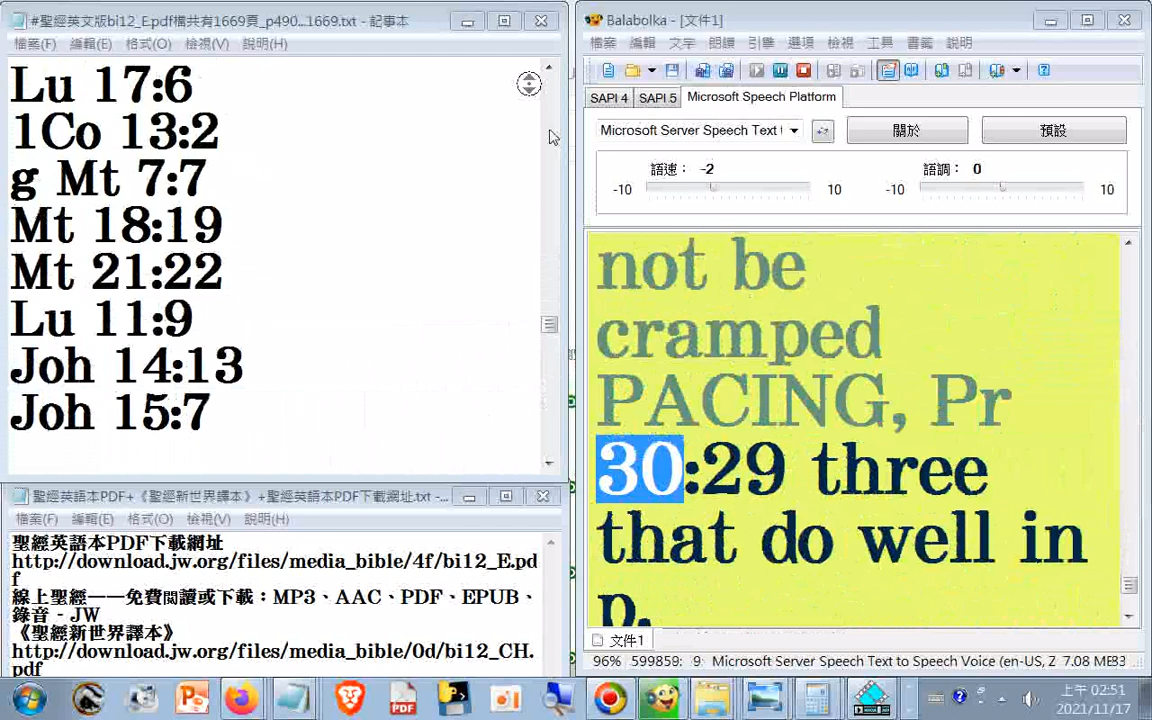 #聖經英文版bi12_E.pdf檔共有1669頁_p490...1669.txt - 記事本
檔案(F) 編輯(E) 格式(O) 檢視(V) 說明(H)
Lu 17:6
1Co 13:2
g Mt 7:7
Mt 18:19
Mt 21:22
Lu 11:9
Joh 14:13
Joh 15:7
聖經英語本PDF+《聖經新世界譯本》+聖經英語本PDF下載網址.txt -...
檔案(F) 編輯(E) 格式(O) 檢視(V) 說明(H)
聖經英語本PDF下載網址
http://download.jw.org/files/media_bible/4f/bi12_E.pd
f
線上聖經——免費閱讀或下載：MP3、AAC、PDF、EPUB、
錄音 - JW
《聖經新世界譯本》
http://download.jw.org/files/media_bible/0d/bi12_CH.
pdf
Balabolka - [文件1]
檔案 編輯 文字 朗讀 引擎 選項 檢視 工具 書籤 說明
SAPI 4 SAPI 5 Microsoft Speech Platform
Microsoft Server Speech Text t 關於 預設
語速： -2 語調： 0
-10 10 -10 10
not be
cramped
PACING, Pr
30:29 three
that do well in
p.
文件1
96% 599859: 9: Microsoft Server Speech Text to Speech Voice (en-US, Z 7.08 MB
上午 02:51
2021/11/17